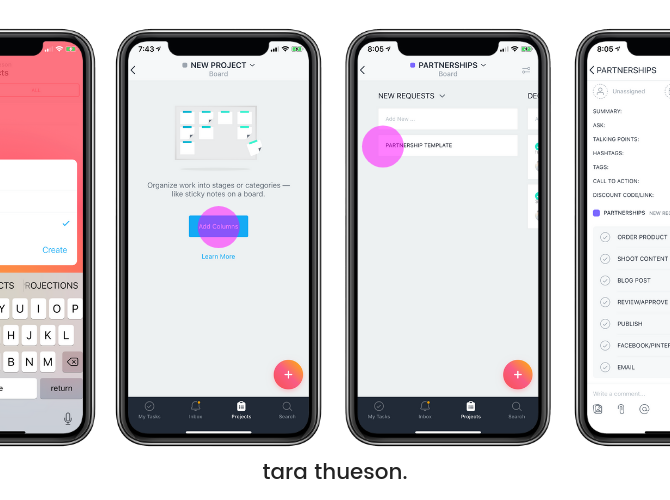 cts
ALL
Create
CTS
ROJECTIONS
Y U I O P
H J K L
B N M
e
return
7:43
NEW PROJECT
Board
Organize work into stages or categories —
like sticky notes on a board.
Add Columns
Learn More
My Tasks
Inbox
Projects
Search
8:05
PARTNERSHIPS
Board
NEW REQUESTS
DE
Add New ...
A
PARTNERSHIP TEMPLATE
My Tasks
Inbox
Projects
Search
8:05
PARTNERSHIPS
Unassigned
SUMMARY:
ASK:
TALKING POINTS:
HASHTAGS:
TAGS:
CALL TO ACTION:
DISCOUNT CODE/LINK:
PARTNERSHIPS NEW RE
ORDER PRODUCT
SHOOT CONTENT
BLOG POST
REVIEW/APPROVE
PUBLISH
FACEBOOK/PINTER
EMAIL
Write a comment...
tara thueson.